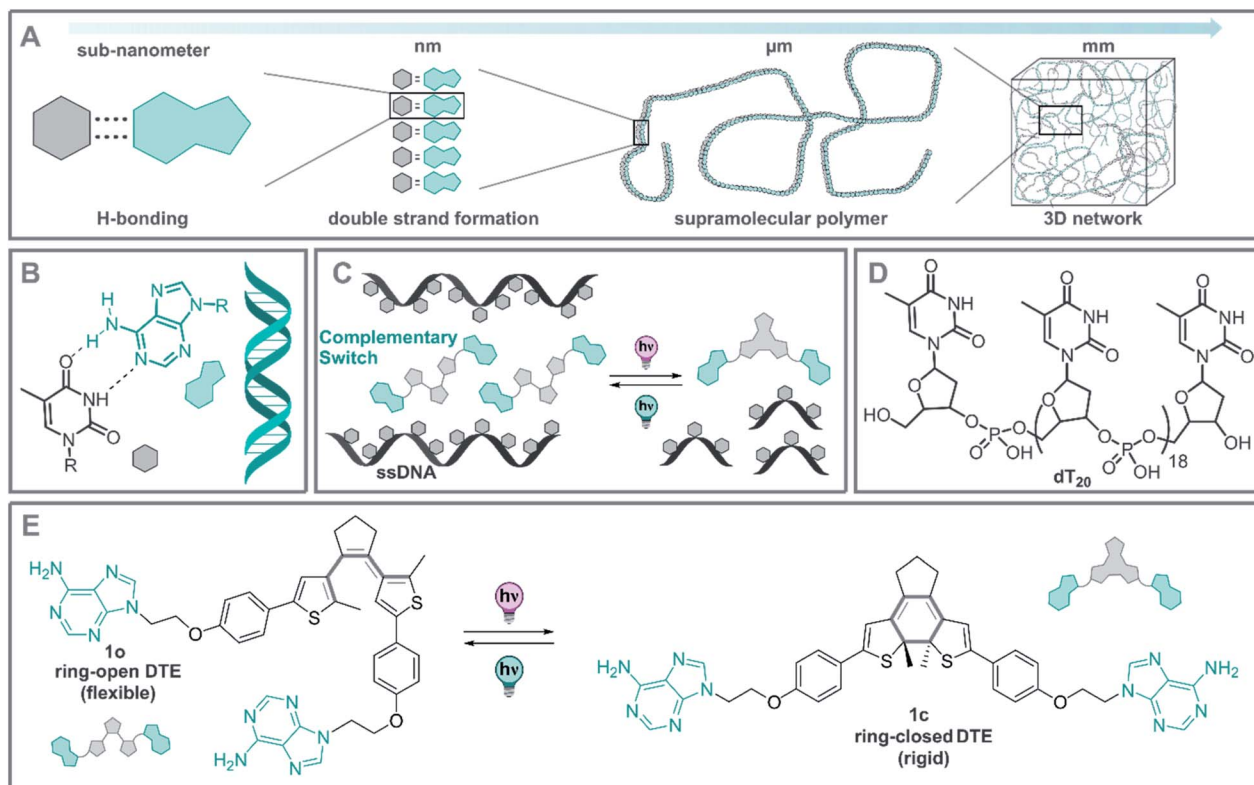 A
sub-nanometer
nm
μm
mm
H-bonding
double strand formation
supramolecular polymer
3D network
B
H
N
H
N
N
N
N
R
O
NH
N
O
R
C
Complementary
Switch
hν
hν
ssDNA
D
O
NH
N
O
O
HO
O
P
O
OH
O
O
NH
N
O
O
O
P
O
OH
18
O
O
NH
N
O
O
OH
dT20
E
H2N
N
N
N
N
1o
ring-open DTE
(flexible)
O
S
S
O
N
N
N
N
H2N
hν
hν
NH2
N
N
N
N
O
S
S
O
N
N
N
N
NH2
1c
ring-closed DTE
(rigid)